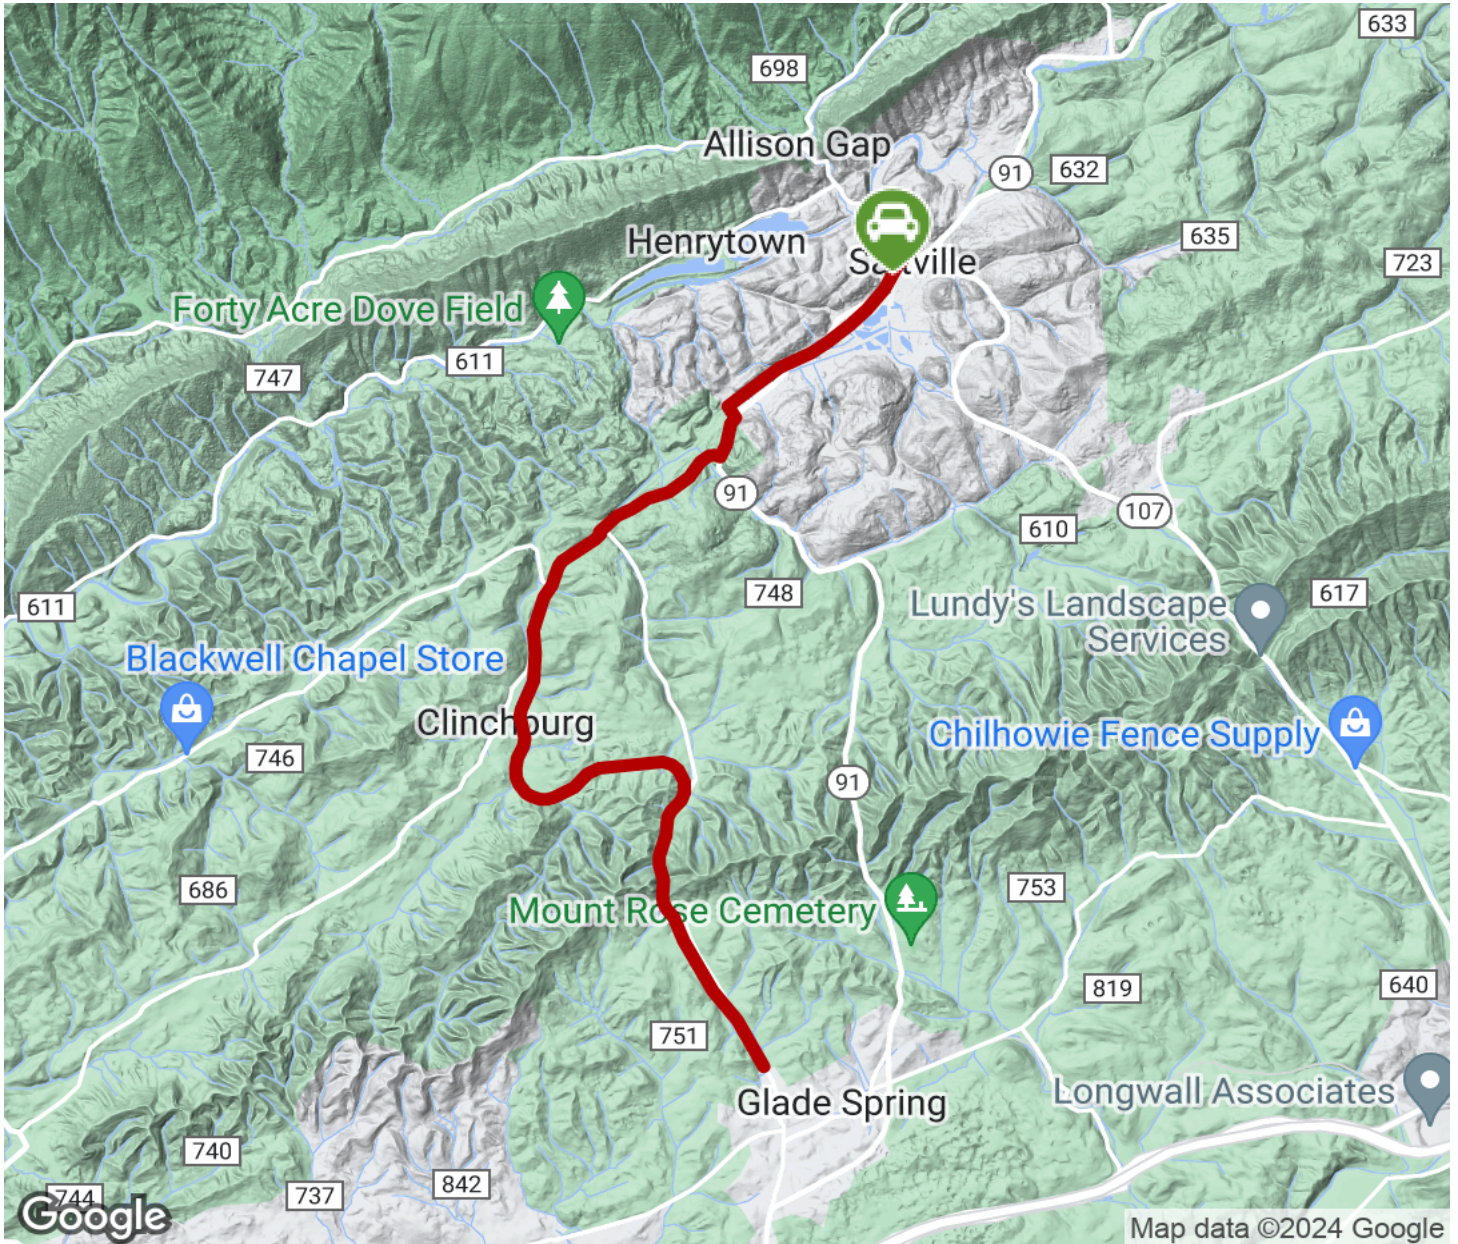 633
698
Allison Gap
91
632
Henrytown
635
Saltville
723
Forty Acre Dove Field
611
747
91
107
610
748
611
617
Lundy's Landscape
Services
Blackwell Chapel Store
Clinchburg
Chilhowie Fence Supply
746
91
686
753
Mount Rose Cemetery
819
640
751
Longwall Associates
Glade Spring
740
842
744
737
Google
Map data ©2024 Google